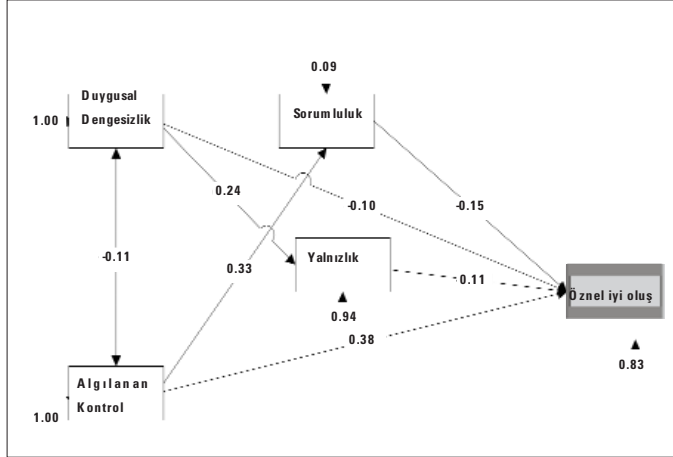 Duygusal
Dengesizlik
1.00
0.09
Sorumluluk
0.24
-0.10
-0.15
-0.11
0.33
Yalnızlık
0.11
0.94
Öznel iyi oluş
0.38
0.83
Algılanan
Kontrol
1.00